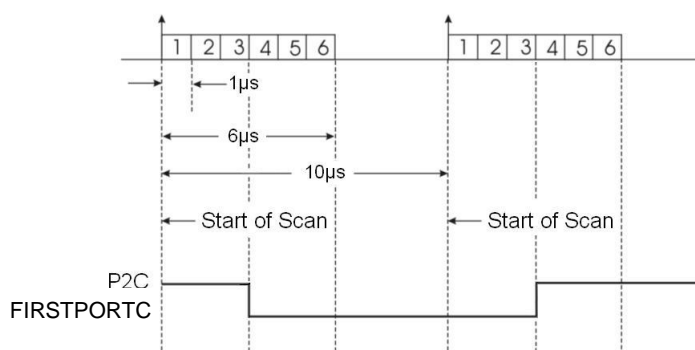 1 2 3 4 5 6 1 2 3 4 5 6
1µs
6µs
10µs
Start of Scan Start of Scan
P2C
FIRSTPORTC